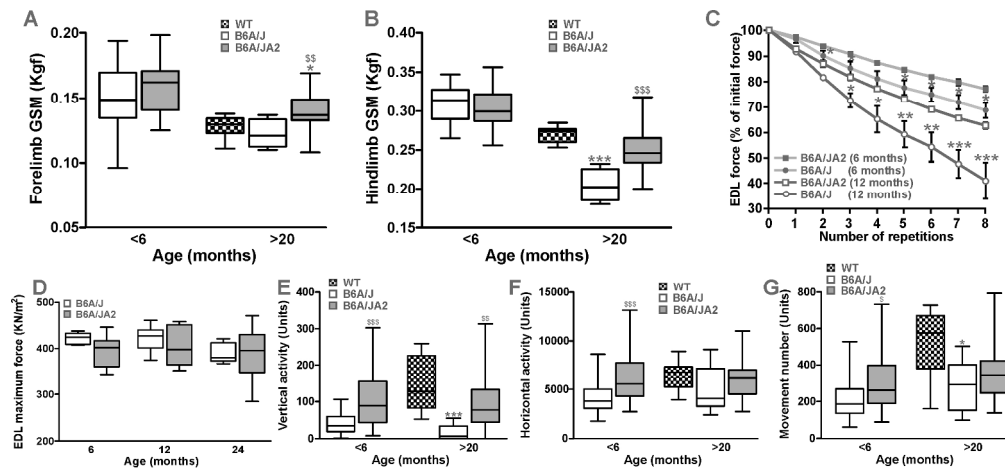 A
Forelimb GSM (Kgf)
0.20
0.15
0.10
0.05
WT
B6A/J
B6A/JA2
$$
*
<6
>20
Age (months)
B
Hindlimb GSM (Kgf)
0.40
0.35
0.30
0.25
0.20
0.15
WT
B6A/J
B6A/JA2
***
$$$
<6
>20
Age (months)
C
EDL force (% of initial force)
100
90
80
70
60
50
40
30
20
*
* * * *
* * ** ** *** ***
B6A/JA2 (6 months)
B6A/J (6 months)
B6A/JA2 (12 months)
B6A/J (12 months)
0 1 2 3 4 5 6 7 8
Number of repetitions
D
EDL maximum force (KN/m²)
500
400
300
200
B6A/J
B6A/JA2
6 12 24
Age (months)
E
Vertical activity (Units)
400
300
200
100
0
WT
B6A/J
B6A/JA2
$$$
***
$$
<6
>20
Age (months)
F
Horizontal activity (Units)
15000
10000
5000
0
WT
B6A/J
B6A/JA2
$$$
<6
>20
Age (months)
G
Movement number (Units)
800
600
400
200
0
WT
B6A/J
B6A/JA2
$
*
<6
>20
Age (months)